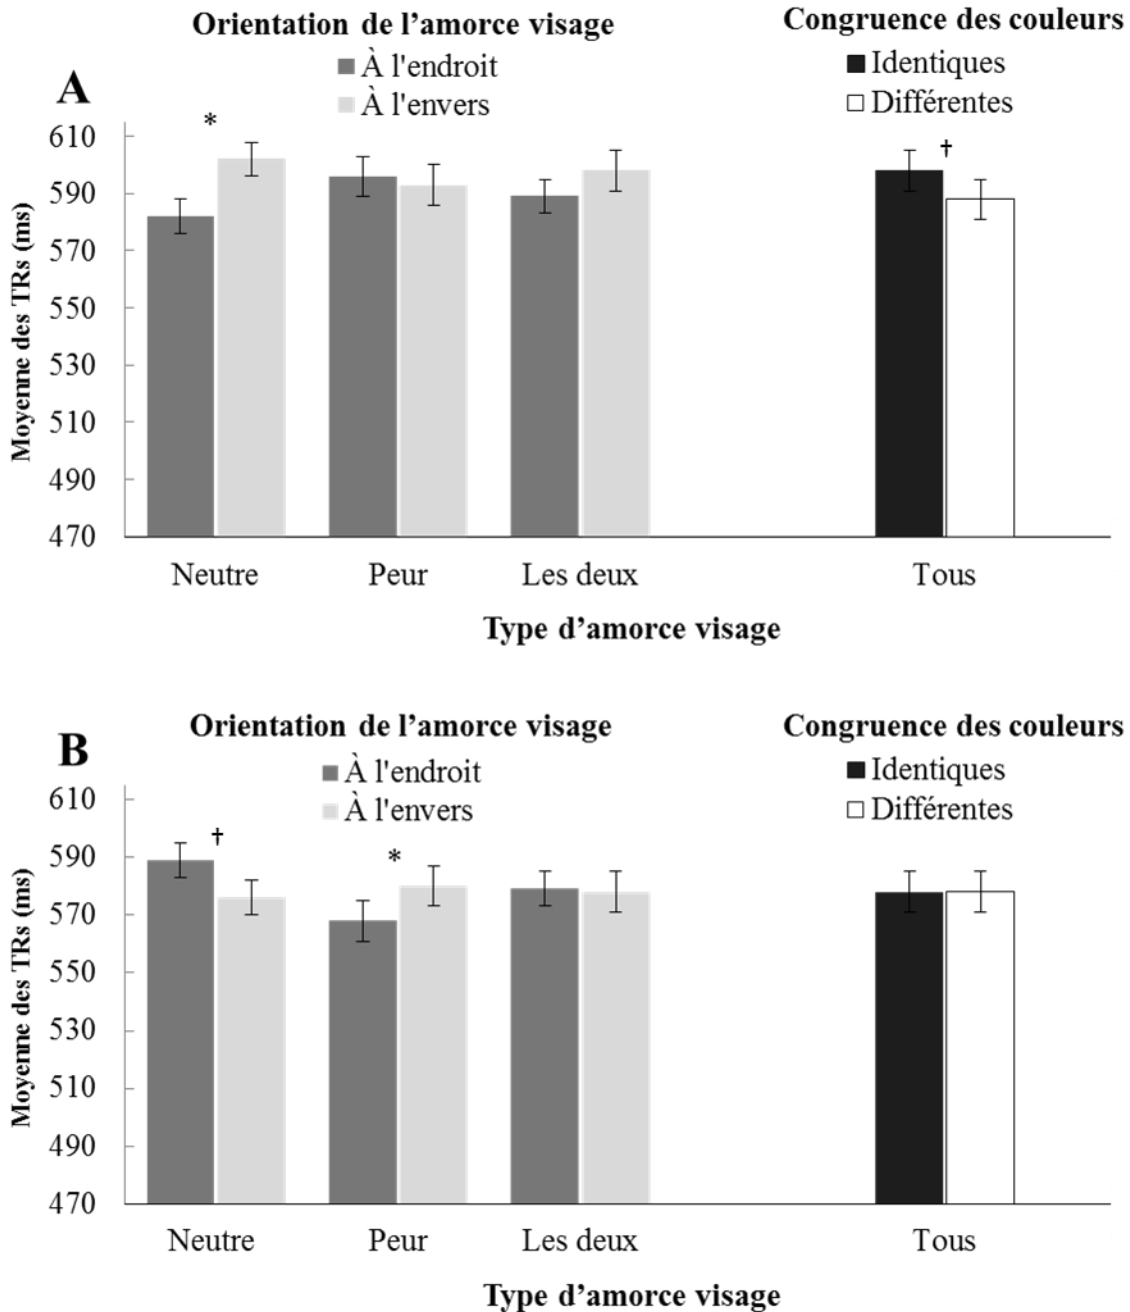 Orientation de l’amorce visage
Congruence des couleurs
À l'endroit
À l'envers
Identiques
Différentes
A
*
†
610
590
570
550
530
510
490
470
Moyenne des TRs (ms)
Neutre
Peur
Les deux
Tous
Type d’amorce visage
Orientation de l’amorce visage
Congruence des couleurs
B
À l'endroit
À l'envers
Identiques
Différentes
†
*
610
590
570
550
530
510
490
470
Moyenne des TRs (ms)
Neutre
Peur
Les deux
Tous
Type d’amorce visage